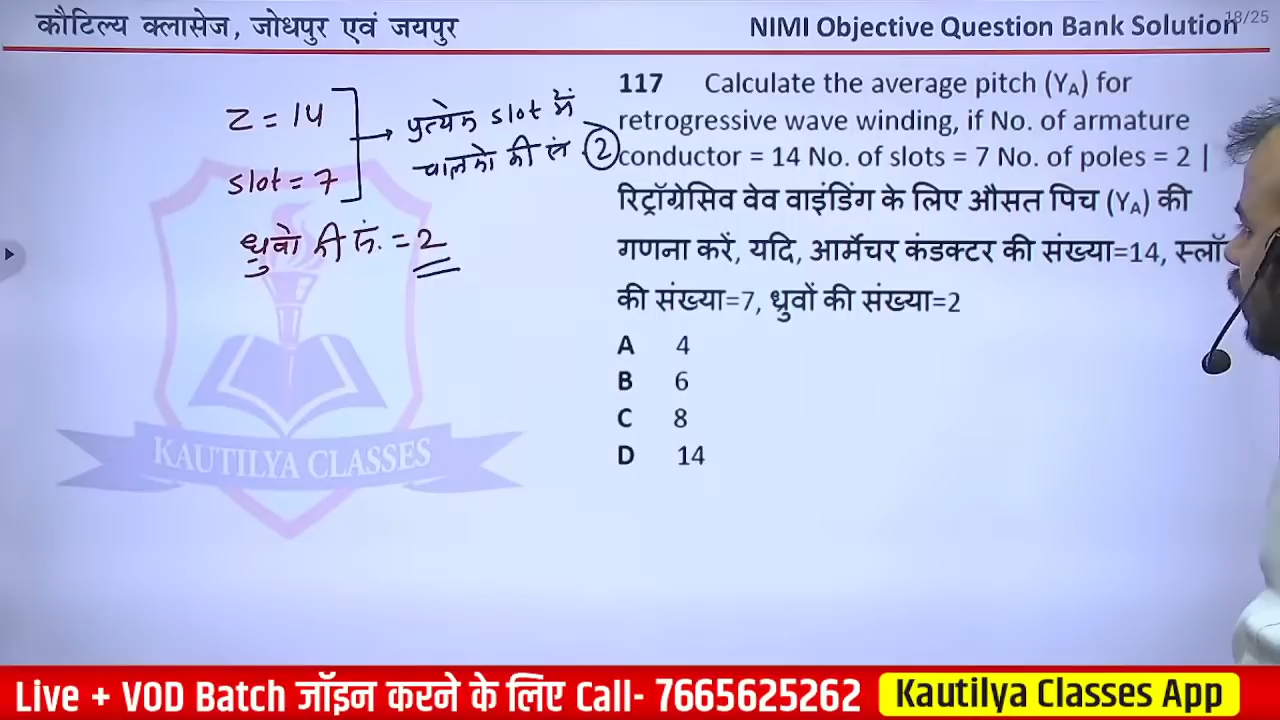 कौटिल्य क्लासेज, जोधपुर एवं जयपुर
NIMI Objective Question Bank Solution
18/25
Z = 14
slot = 7
प्रत्येक slot में
चालको की सं. 2
ध्रुवो की सं. = 2
117 Calculate the average pitch (YA) for
retrogressive wave winding, if No. of armature
conductor = 14 No. of slots = 7 No. of poles = 2 |
रिट्रॉग्रेसिव वेव वाइंडिंग के लिए औसत पिच (YA) की
गणना करें, यदि, आर्मेचर कंडक्टर की संख्या=14, स्लॉ
की संख्या=7, ध्रुवों की संख्या=2
A 4
B 6
C 8
D 14
KAUTILYA CLASSES
Live + VOD Batch जॉइन करने के लिए Call- 7665625262
Kautilya Classes App